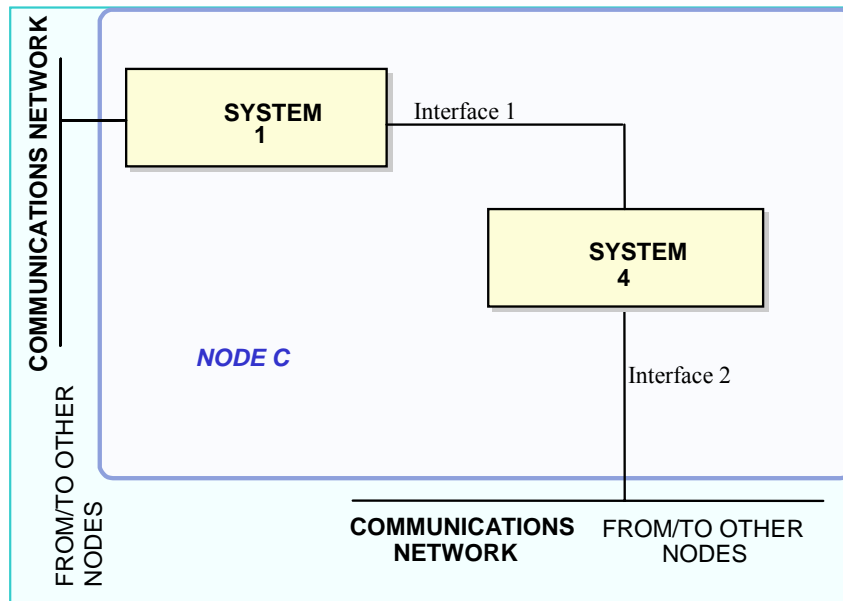 COMMUNICATIONS NETWORK
FROM/TO OTHER
NODES
SYSTEM
1
Interface 1
SYSTEM
4
NODE C
Interface 2
COMMUNICATIONS
NETWORK
FROM/TO OTHER
NODES